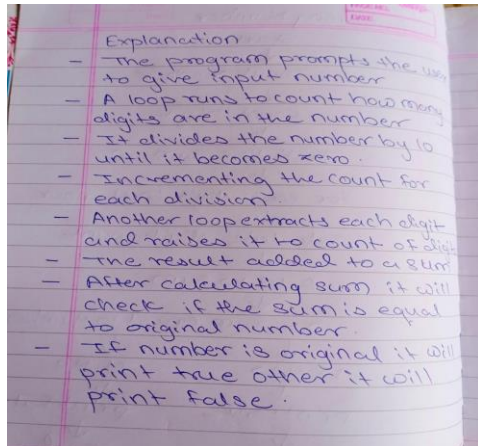 Explanation
- The program prompts the user
to give input number
- A loop runs to count how many
digits are in the number
- It divides the number by 10
until it becomes zero.
- Incrementing the count for
each division.
- Another loop extracts each digit
and raises it to count of digit
- The result added to a sum
- After calculating sum it will
check if the sum is equal
to original number.
- If number is original it will
print true other it will
print false.